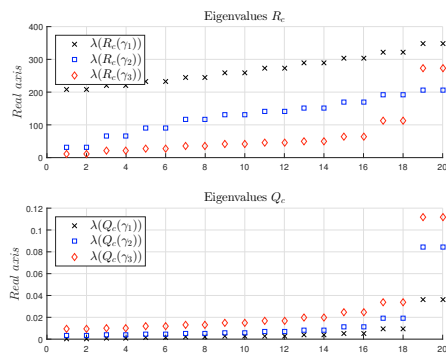 Eigenvalues R_c
400
300
200
100
0
Real axis
× λ(R_c(γ_1))
□ λ(R_c(γ_2))
◇ λ(R_c(γ_3))
0 2 4 6 8 10 12 14 16 18 20
Eigenvalues Q_c
0.12
0.1
0.08
0.06
0.04
0.02
0
Real axis
× λ(Q_c(γ_1))
□ λ(Q_c(γ_2))
◇ λ(Q_c(γ_3))
0 2 4 6 8 10 12 14 16 18 20